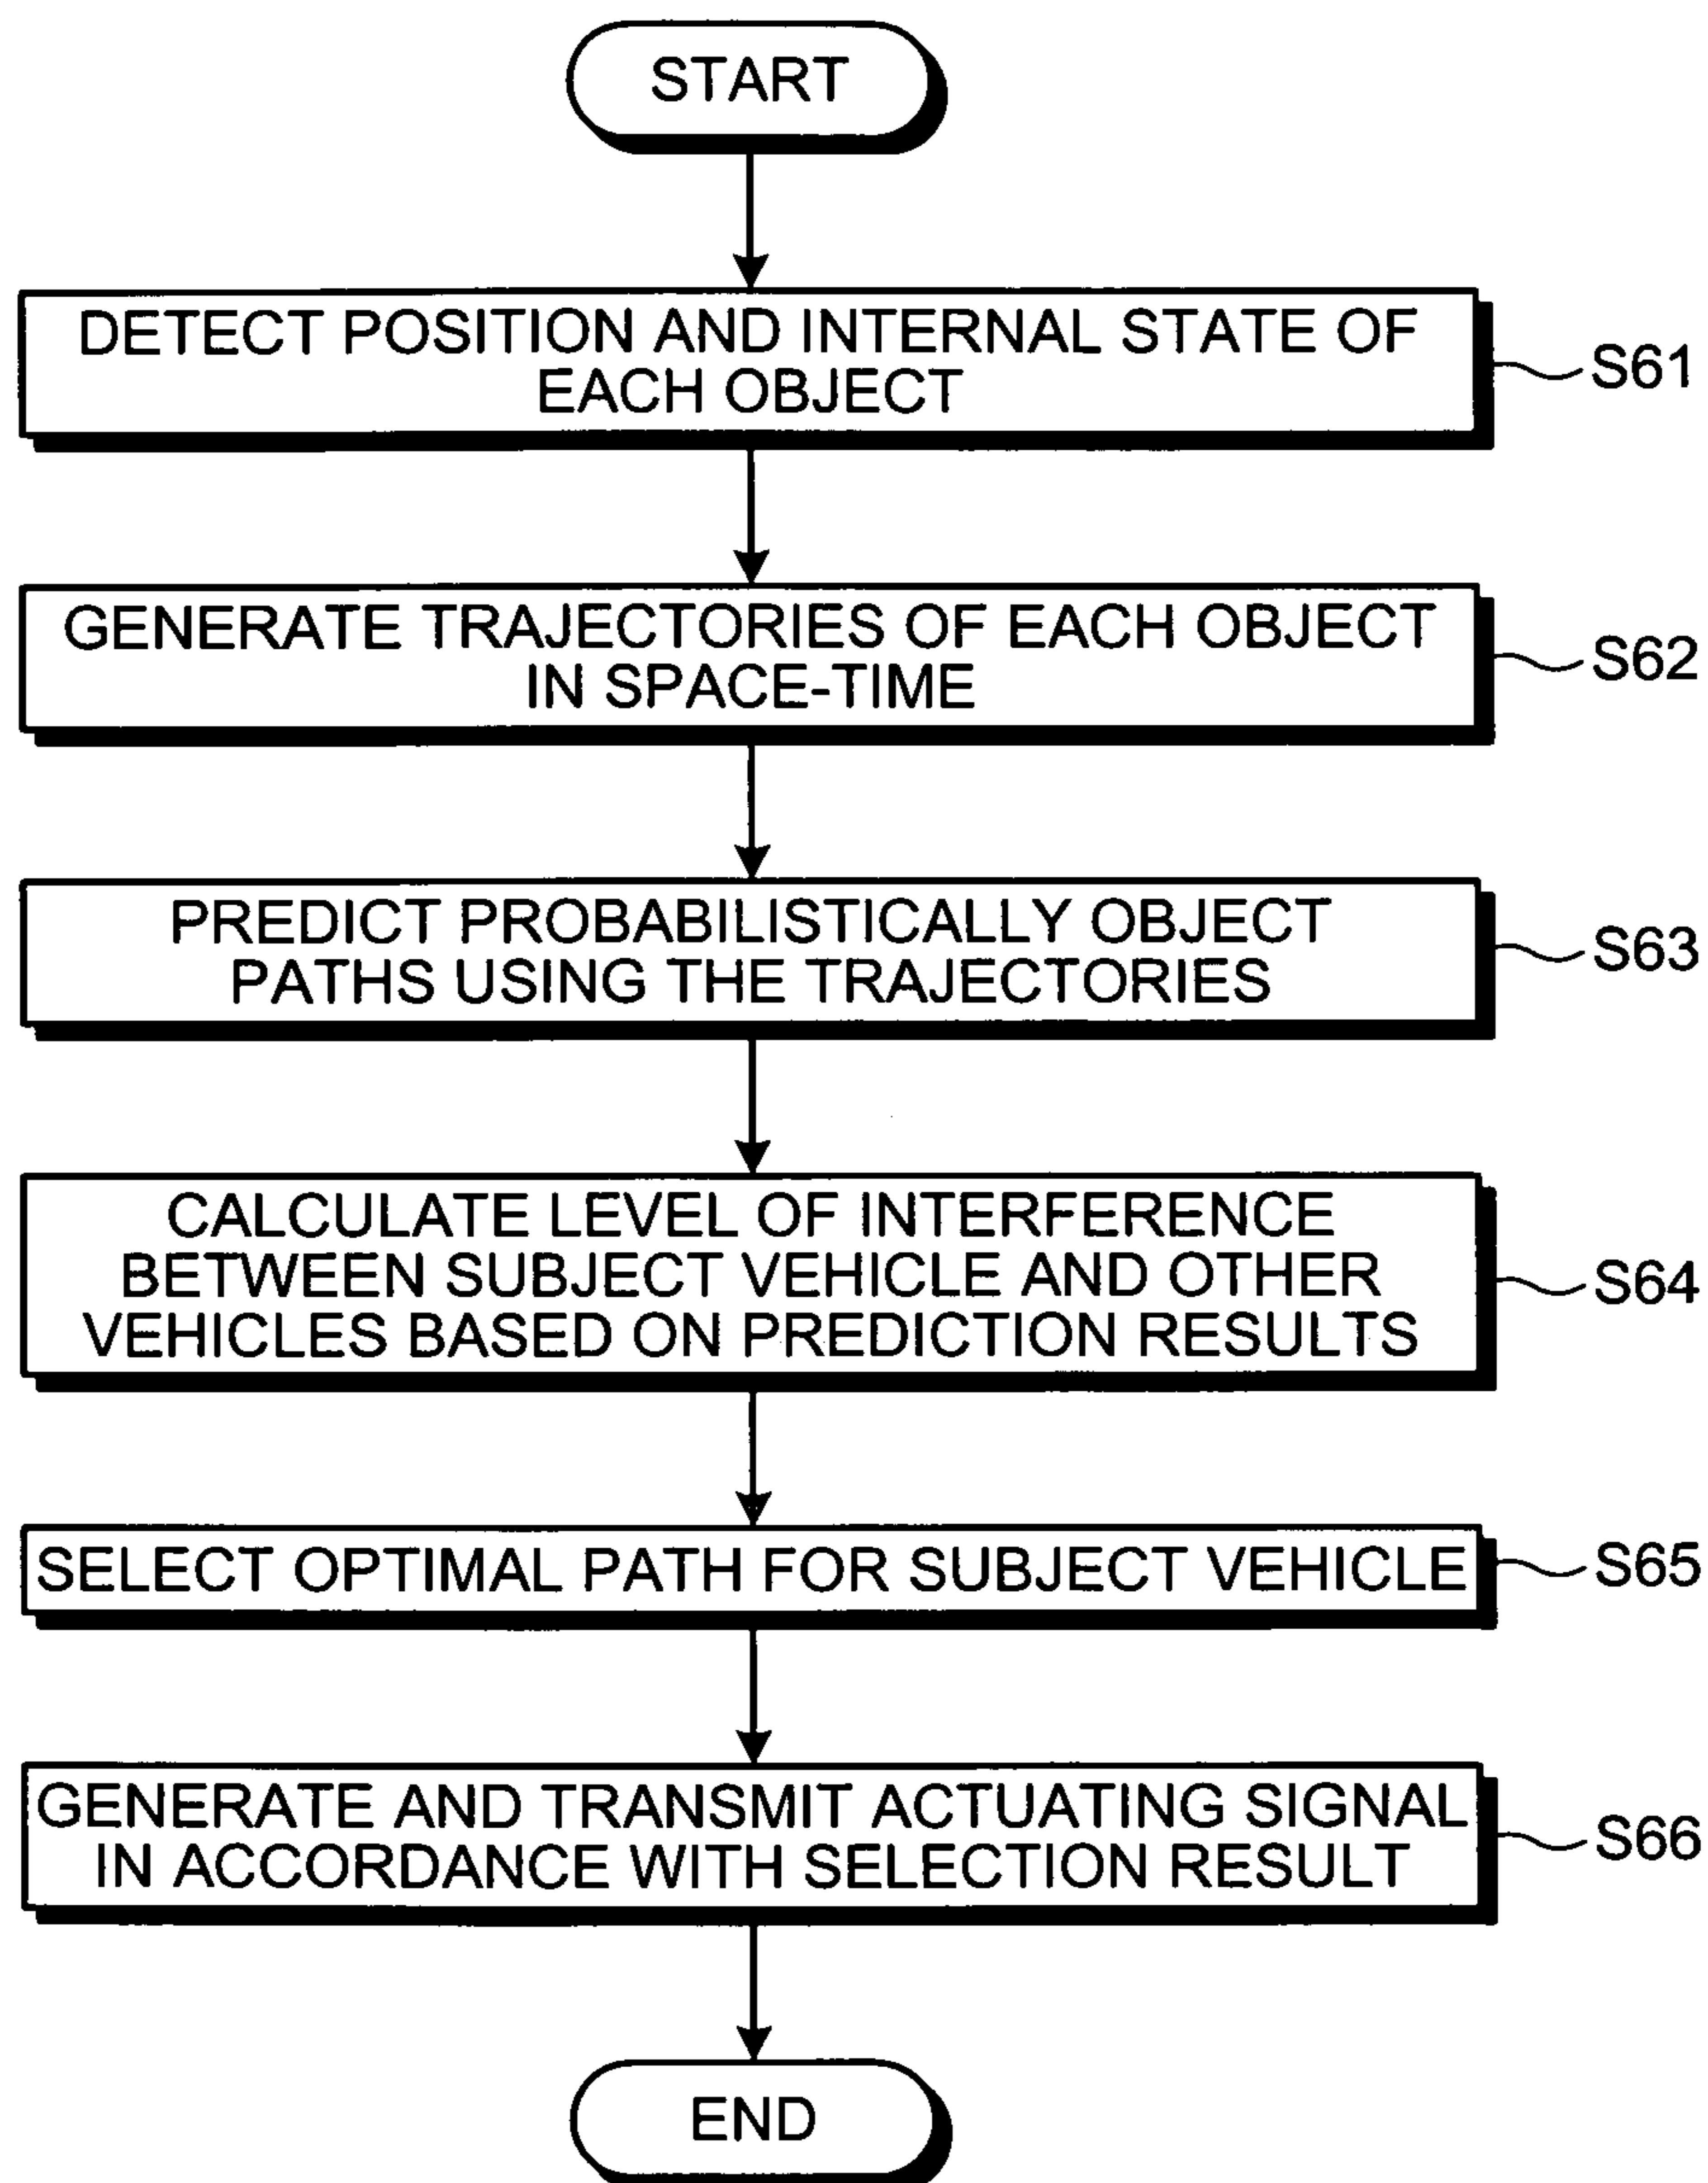 START
DETECT POSITION AND INTERNAL STATE OF
EACH OBJECT
S61
GENERATE TRAJECTORIES OF EACH OBJECT
IN SPACE-TIME
S62
PREDICT PROBABILISTICALLY OBJECT
PATHS USING THE TRAJECTORIES
S63
CALCULATE LEVEL OF INTERFERENCE
BETWEEN SUBJECT VEHICLE AND OTHER
VEHICLES BASED ON PREDICTION RESULTS
S64
SELECT OPTIMAL PATH FOR SUBJECT VEHICLE
S65
GENERATE AND TRANSMIT ACTUATING SIGNAL
IN ACCORDANCE WITH SELECTION RESULT
S66
END